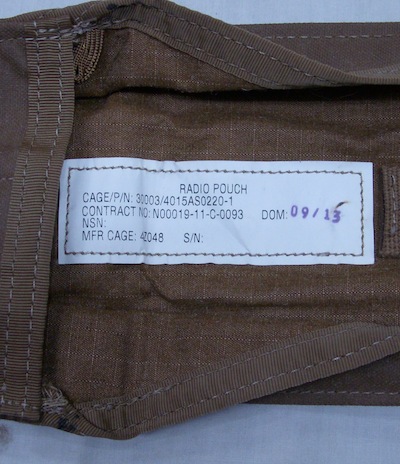 RADIO POUCH
CAGE/P/N: 30003/4015AS0220-1
CONTRACT NO: N00019-11-C-0093 DOM: 09/13
NSN:
MFR CAGE: 4Z048 S/N: